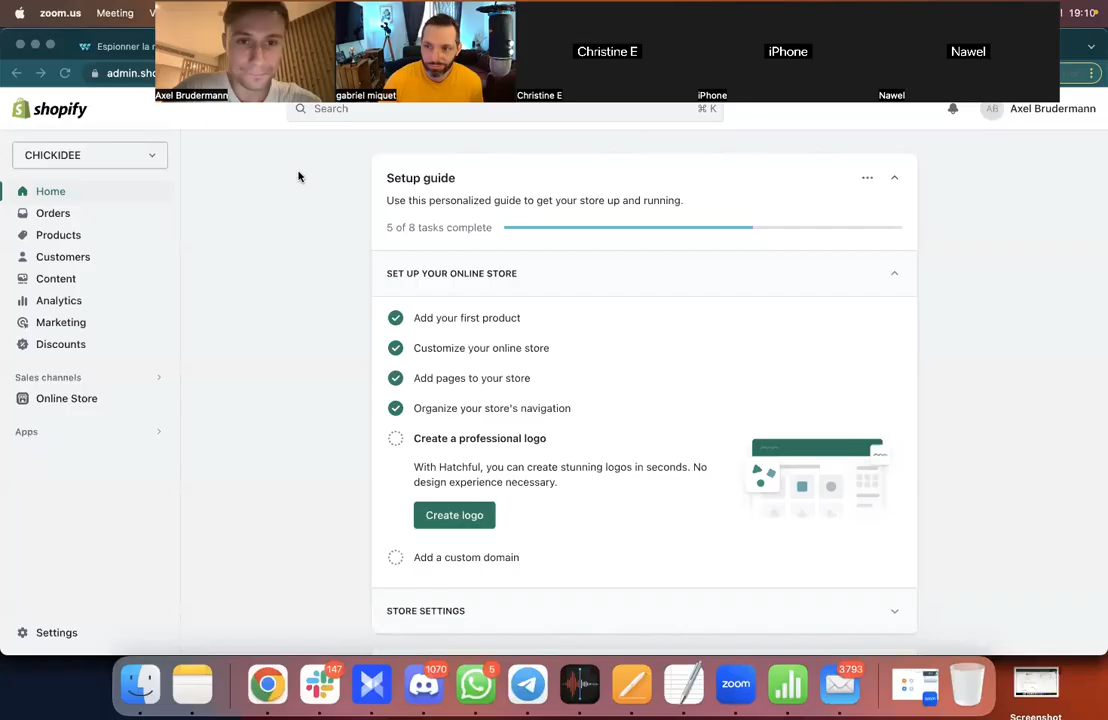 zoom.us Meeting
19:10
Espionner la
admin.sho
Axel Brudermann
gabriel miquet
Christine E
Christine E
iPhone
iPhone
Nawel
Nawel
shopify
Search
⌘ K
AB
Axel Brudermann
CHICKIDEE
Home
Orders
Products
Customers
Content
Analytics
Marketing
Discounts
Sales channels
Online Store
Apps
Settings
Setup guide
Use this personalized guide to get your store up and running.
5 of 8 tasks complete
SET UP YOUR ONLINE STORE
Add your first product
Customize your online store
Add pages to your store
Organize your store's navigation
Create a professional logo
With Hatchful, you can create stunning logos in seconds. No
design experience necessary.
Create logo
Add a custom domain
STORE SETTINGS
147
1070
5
zoom
3793
Screenshot